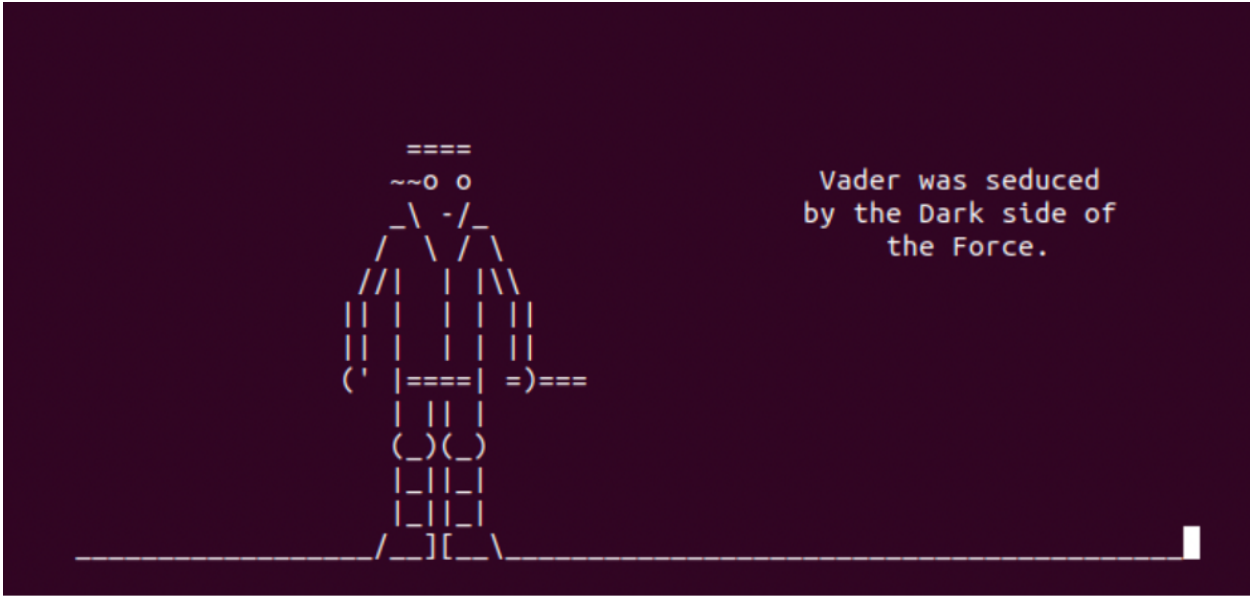 Vader was seduced
by the Dark side of
the Force.